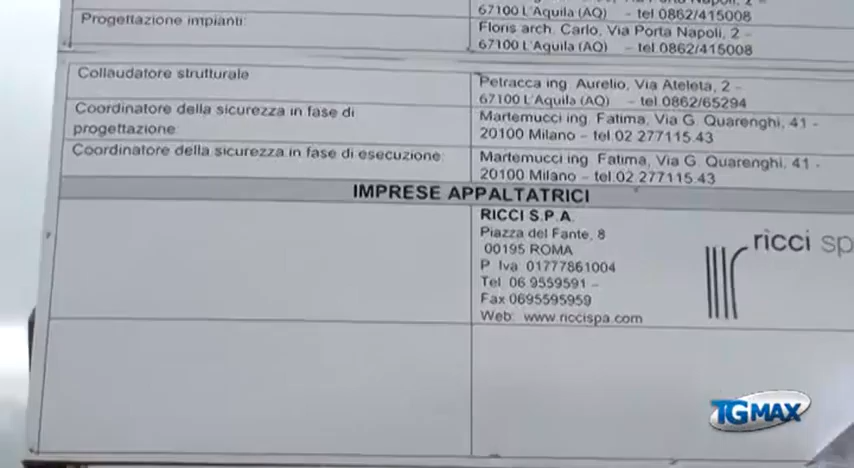 67100 L'Aquila (AQ) - tel 0862/415008
Progettazione impianti:
Floris arch. Carlo, Via Porta Napoli, 2 -
67100 L'Aquila (AQ) - tel 0862/415008
Collaudatore strutturale
Petracca ing. Aurelio, Via Ateleta, 2 -
67100 L'Aquila (AQ) - tel 0862/65294
Coordinatore della sicurezza in fase di
progettazione
Martemucci ing. Fatima, Via G. Quarenghi, 41 -
20100 Milano - tel.02 277115.43
Coordinatore della sicurezza in fase di esecuzione
Martemucci ing. Fatima, Via G. Quarenghi, 41 -
20100 Milano - tel.02 277115.43
IMPRESE APPALTATRICI
RICCI S.P.A.
Piazza del Fante, 8
00195 ROMA
P. Iva 01777861004
Tel. 06 9559591 -
Fax 0695595959
Web: www.riccispa.com
ricci sp
TGMAX